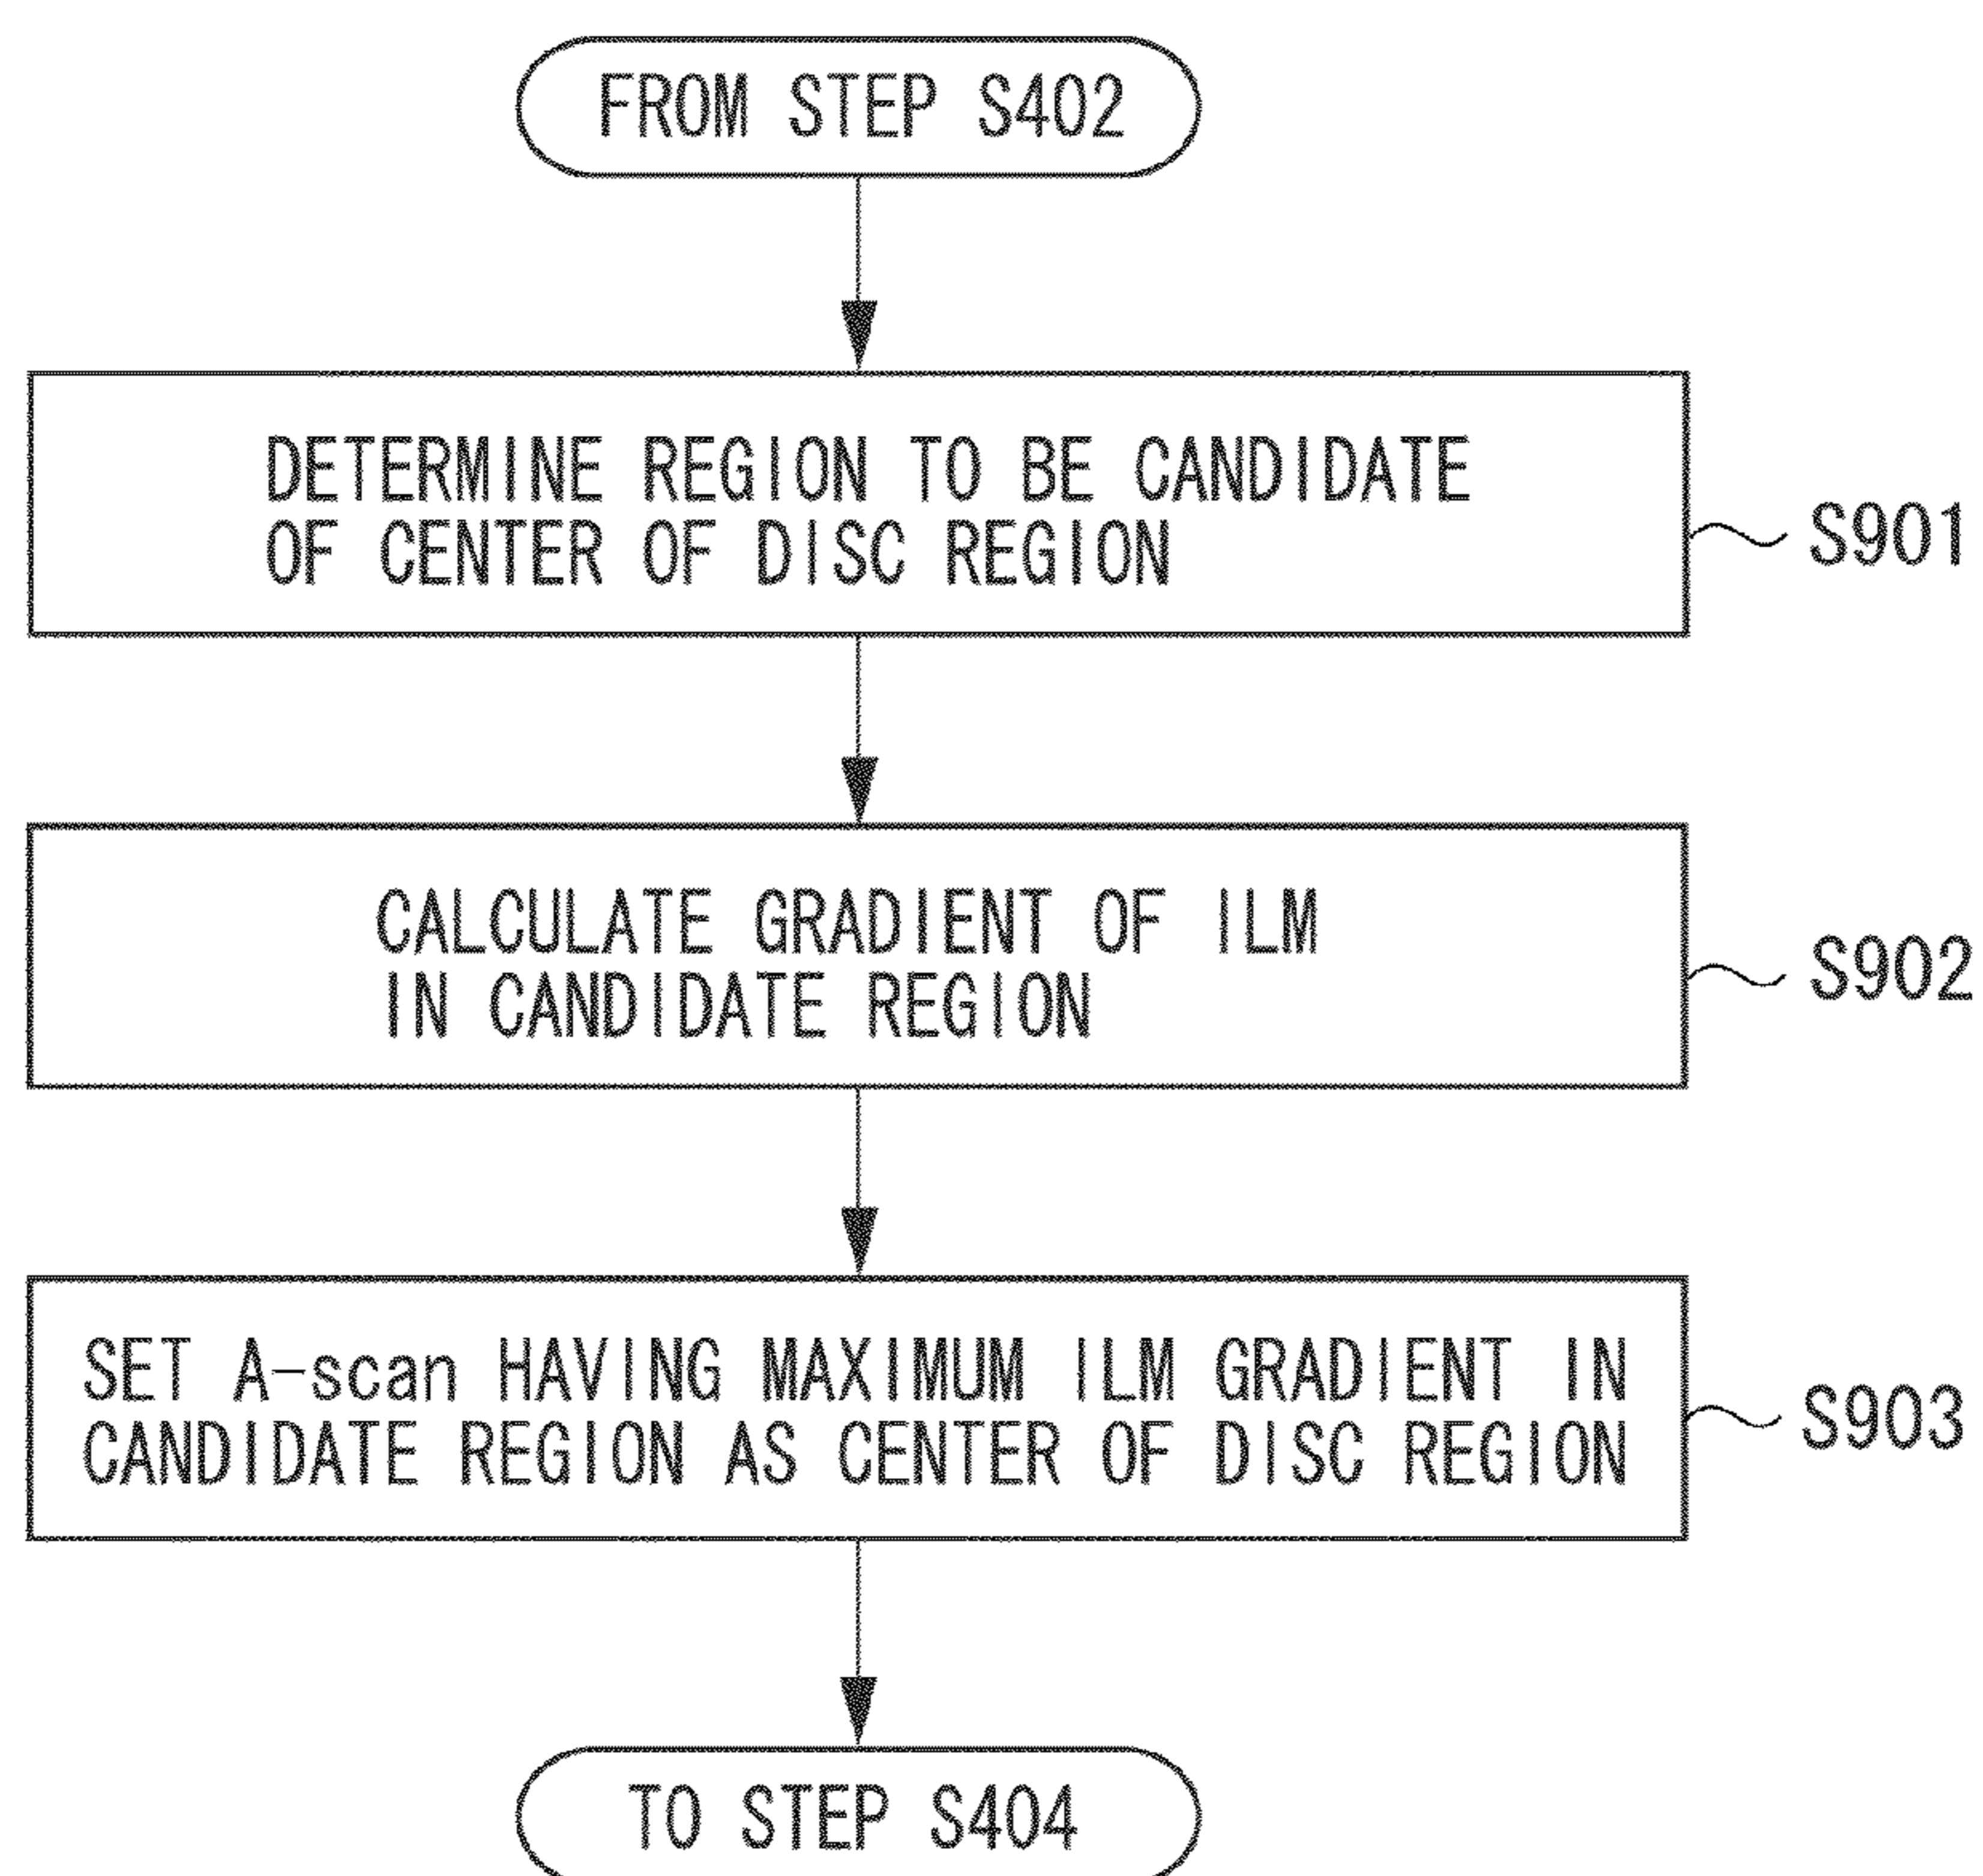 FROM STEP S402
DETERMINE REGION TO BE CANDIDATE
OF CENTER OF DISC REGION
S901
CALCULATE GRADIENT OF ILM
IN CANDIDATE REGION
S902
SET A-scan HAVING MAXIMUM ILM GRADIENT IN
CANDIDATE REGION AS CENTER OF DISC REGION
S903
TO STEP S404